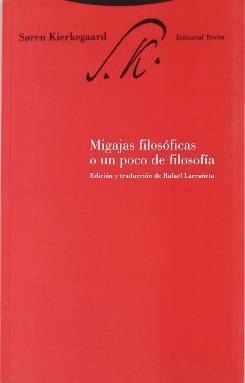 Søren Kierkegaard
Editorial Trotta
S. K.
Migajas filosóficas
o un poco de filosofía
Edición y traducción de Rafael Larrañeta